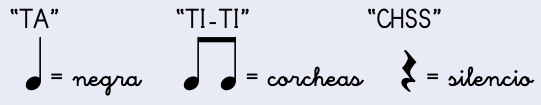 “TA” “TI-TI” “CHSS”
= negra = corcheas = silencio